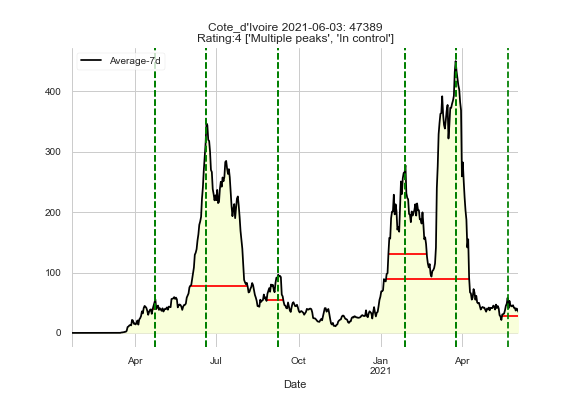 Cote_d'Ivoire 2021-06-03: 47389
Rating:4 ['Multiple peaks', 'In control']
Average-7d
400
300
200
100
0
Apr
Jul
Oct
Jan
2021
Apr
Date